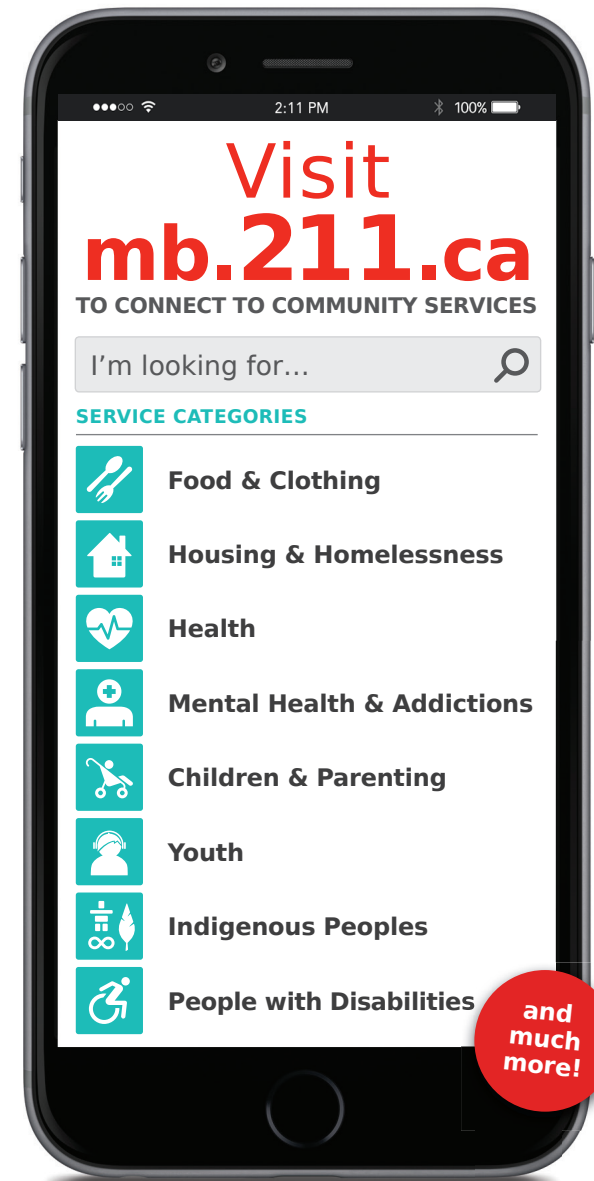 2:11 PM
100%
Visit
mb.211.ca
TO CONNECT TO COMMUNITY SERVICES
I’m looking for...
SERVICE CATEGORIES
Food & Clothing
Housing & Homelessness
Health
Mental Health & Addictions
Children & Parenting
Youth
Indigenous Peoples
People with Disabilities
and
much
more!